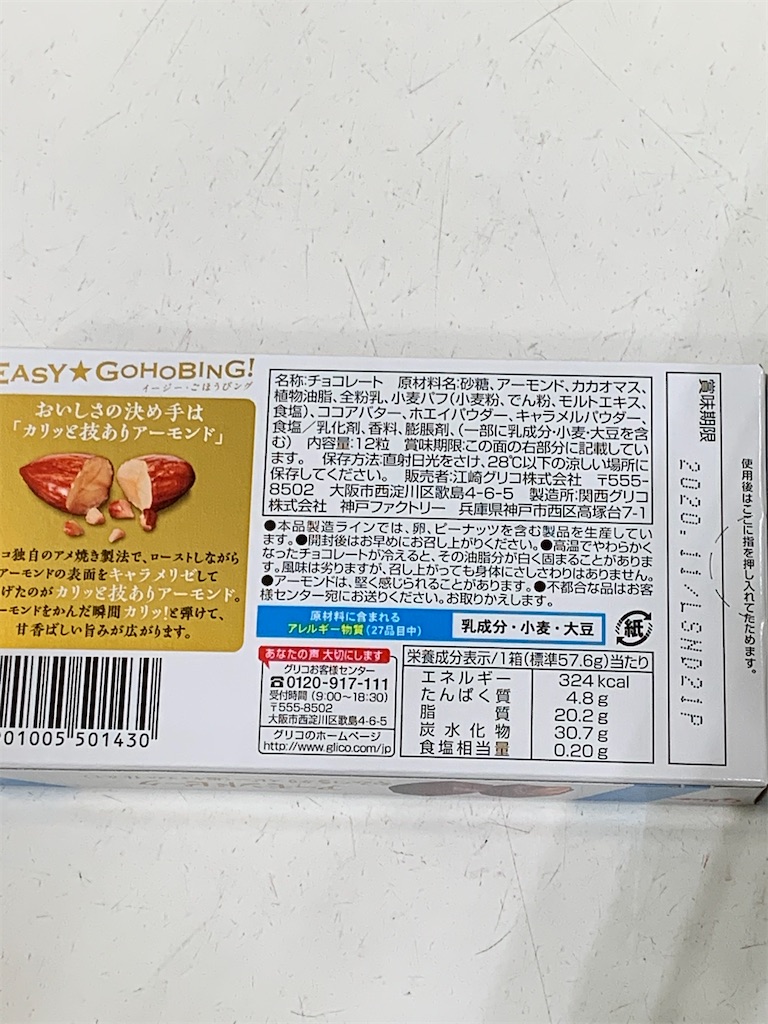 EASY★GOHOBING!
イージー・ごほうびング
おいしさの決め手は
「カリッと技ありアーモンド」
コ独自のアメ焼き製法で、ローストしながら
アーモンドの表面をキャラメリゼして
げたのがカリッと技ありアーモンド。
ーモンドをかんだ瞬間カリッ!と弾けて、
甘香ばしい旨みが広がります。
01005 501430
名称:チョコレート 原材料名:砂糖、アーモンド、カカオマス、
植物油脂、全粉乳、小麦パフ(小麦粉、でん粉、モルトエキス、
食塩)、ココアバター、ホエイパウダー、キャラメルパウダー、
食塩/乳化剤、香料、膨脹剤、(一部に乳成分・小麦・大豆を含
む) 内容量:12粒 賞味期限:この面の右部分に記載してい
ます。 保存方法:直射日光をさけ、28℃以下の涼しい場所に
保存してください。 販売者:江崎グリコ株式会社 〒555-
8502 大阪市西淀川区歌島4-6-5 製造所:関西グリコ
株式会社 神戸ファクトリー 兵庫県神戸市西区高塚台7-1
●本品製造ラインでは、卵、ピーナッツを含む製品を生産してい
ます。●開封後はお早めにお召し上がりください。●高温でやわらかく
なったチョコレートが冷えると、その油脂分が白く固まることがありま
す。風味は劣りますが、召し上がっても身体にさしさわりはありません。
●アーモンドは、堅く感じられることがあります。●不都合な品はお客
様センター宛にお送りください。お取りかえします。
原材料に含まれる
アレルギー物質(27品目中)
乳成分・小麦・大豆
紙
あなたの声 大切にします
グリコお客様センター
0120-917-111
受付時間(9:00~18:30)
〒555-8502
大阪市西淀川区歌島4-6-5
グリコのホームページ
http://www.glico.com/jp
栄養成分表示/1箱(標準57.6g)当たり
エネルギー 324kcal
たんぱく質 4.8g
脂質 20.2g
炭水化物 30.7g
食塩相当量 0.20g
賞味期限
2020.11/LSND21P
使用後はここに指を押し入れてたためます。